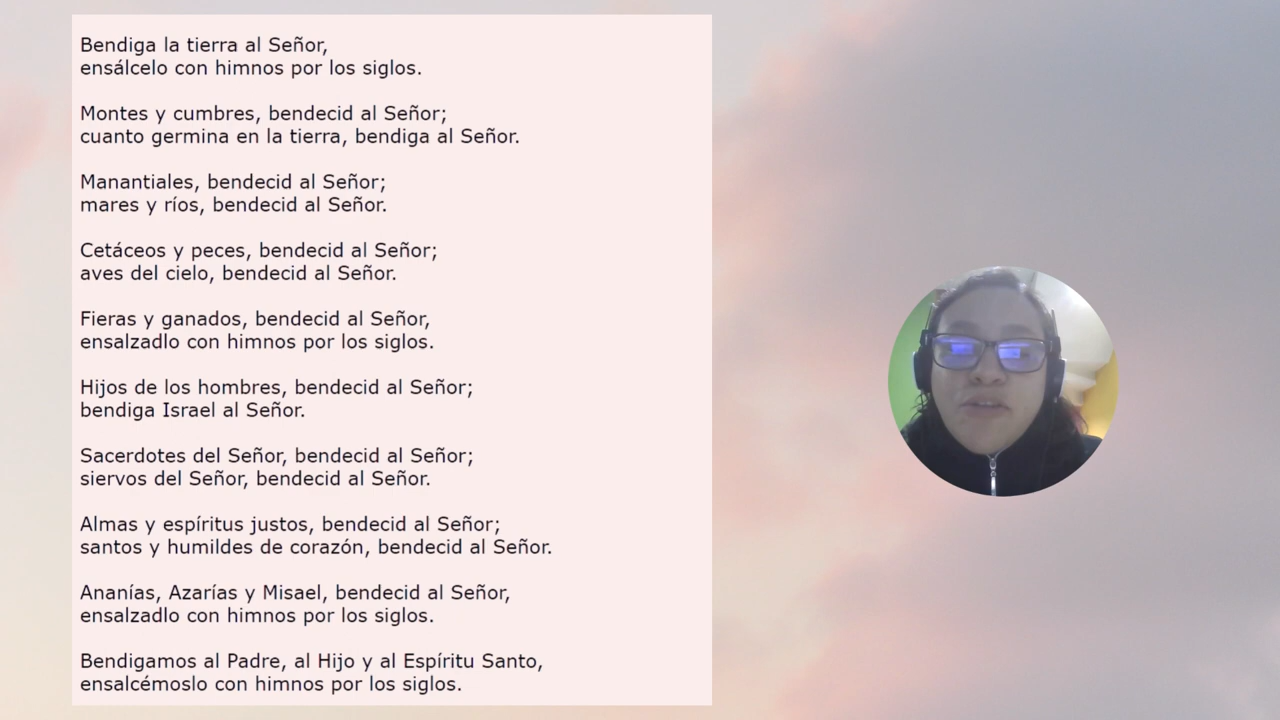 Bendiga la tierra al Señor,
ensálcelo con himnos por los siglos.
Montes y cumbres, bendecid al Señor;
cuanto germina en la tierra, bendiga al Señor.
Manantiales, bendecid al Señor;
mares y ríos, bendecid al Señor.
Cetáceos y peces, bendecid al Señor;
aves del cielo, bendecid al Señor.
Fieras y ganados, bendecid al Señor,
ensalzadlo con himnos por los siglos.
Hijos de los hombres, bendecid al Señor;
bendiga Israel al Señor.
Sacerdotes del Señor, bendecid al Señor;
siervos del Señor, bendecid al Señor.
Almas y espíritus justos, bendecid al Señor;
santos y humildes de corazón, bendecid al Señor.
Ananías, Azarías y Misael, bendecid al Señor,
ensalzadlo con himnos por los siglos.
Bendigamos al Padre, al Hijo y al Espíritu Santo,
ensalcémoslo con himnos por los siglos.